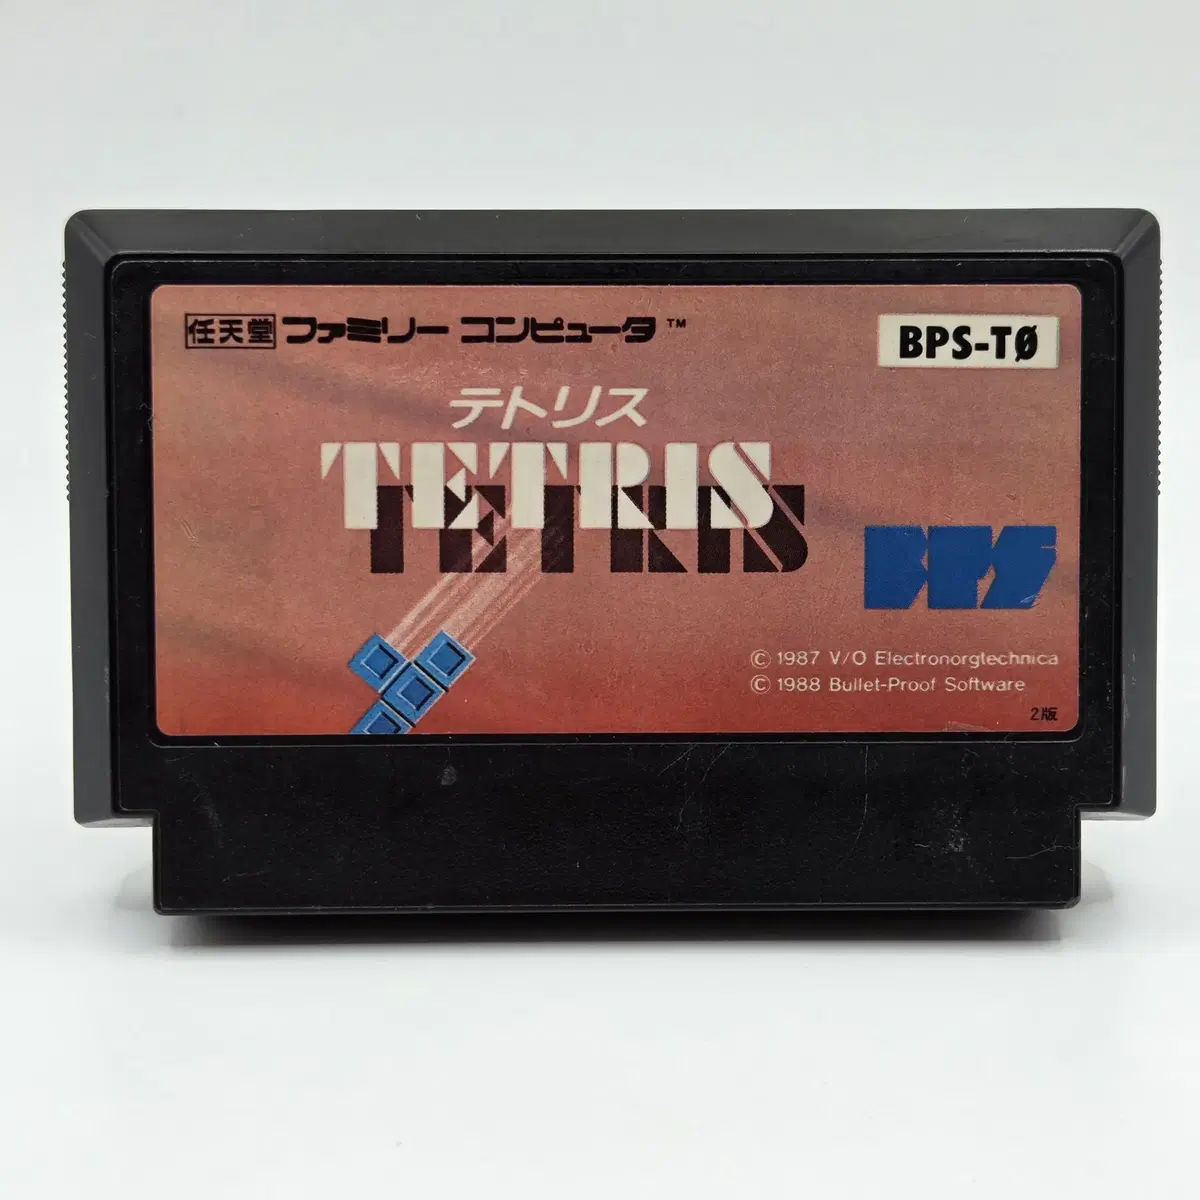 任天堂 ファミリー コンピュータ™
BPS-TØ
テトリス
TETRIS
BPS
© 1987 V/O Electronorgtechnica
© 1988 Bullet-Proof Software
2版